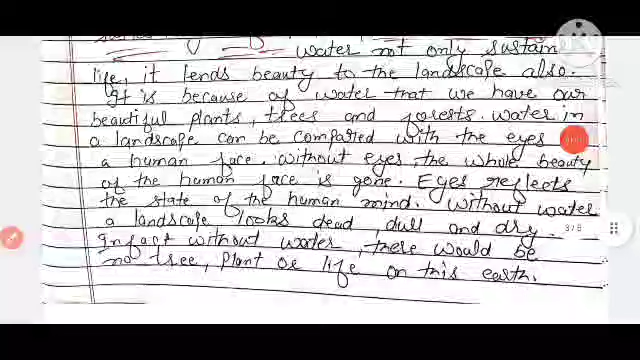 water not only sustain
life, it lends beauty to the landscape also.
It is because of water that we have our
beautiful plants, trees and forests. Water in
a landscape can be compared with the eyes
a human face. Without eyes, the whole beauty
of the human face is gone. Eyes reflects
the state of the human mind. Without water
a landscape looks dead, dull and dry.
Infact without water, there would be
no tree, plant or life on this earth.